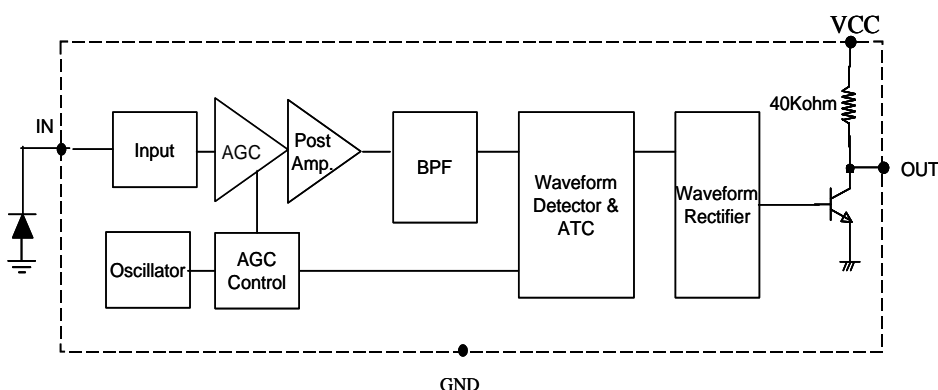 VCC
40Kohm
IN
Input
AGC
Post
Amp.
BPF
Waveform
Detector &
ATC
Waveform
Rectifier
OUT
Oscillator
AGC
Control
GND